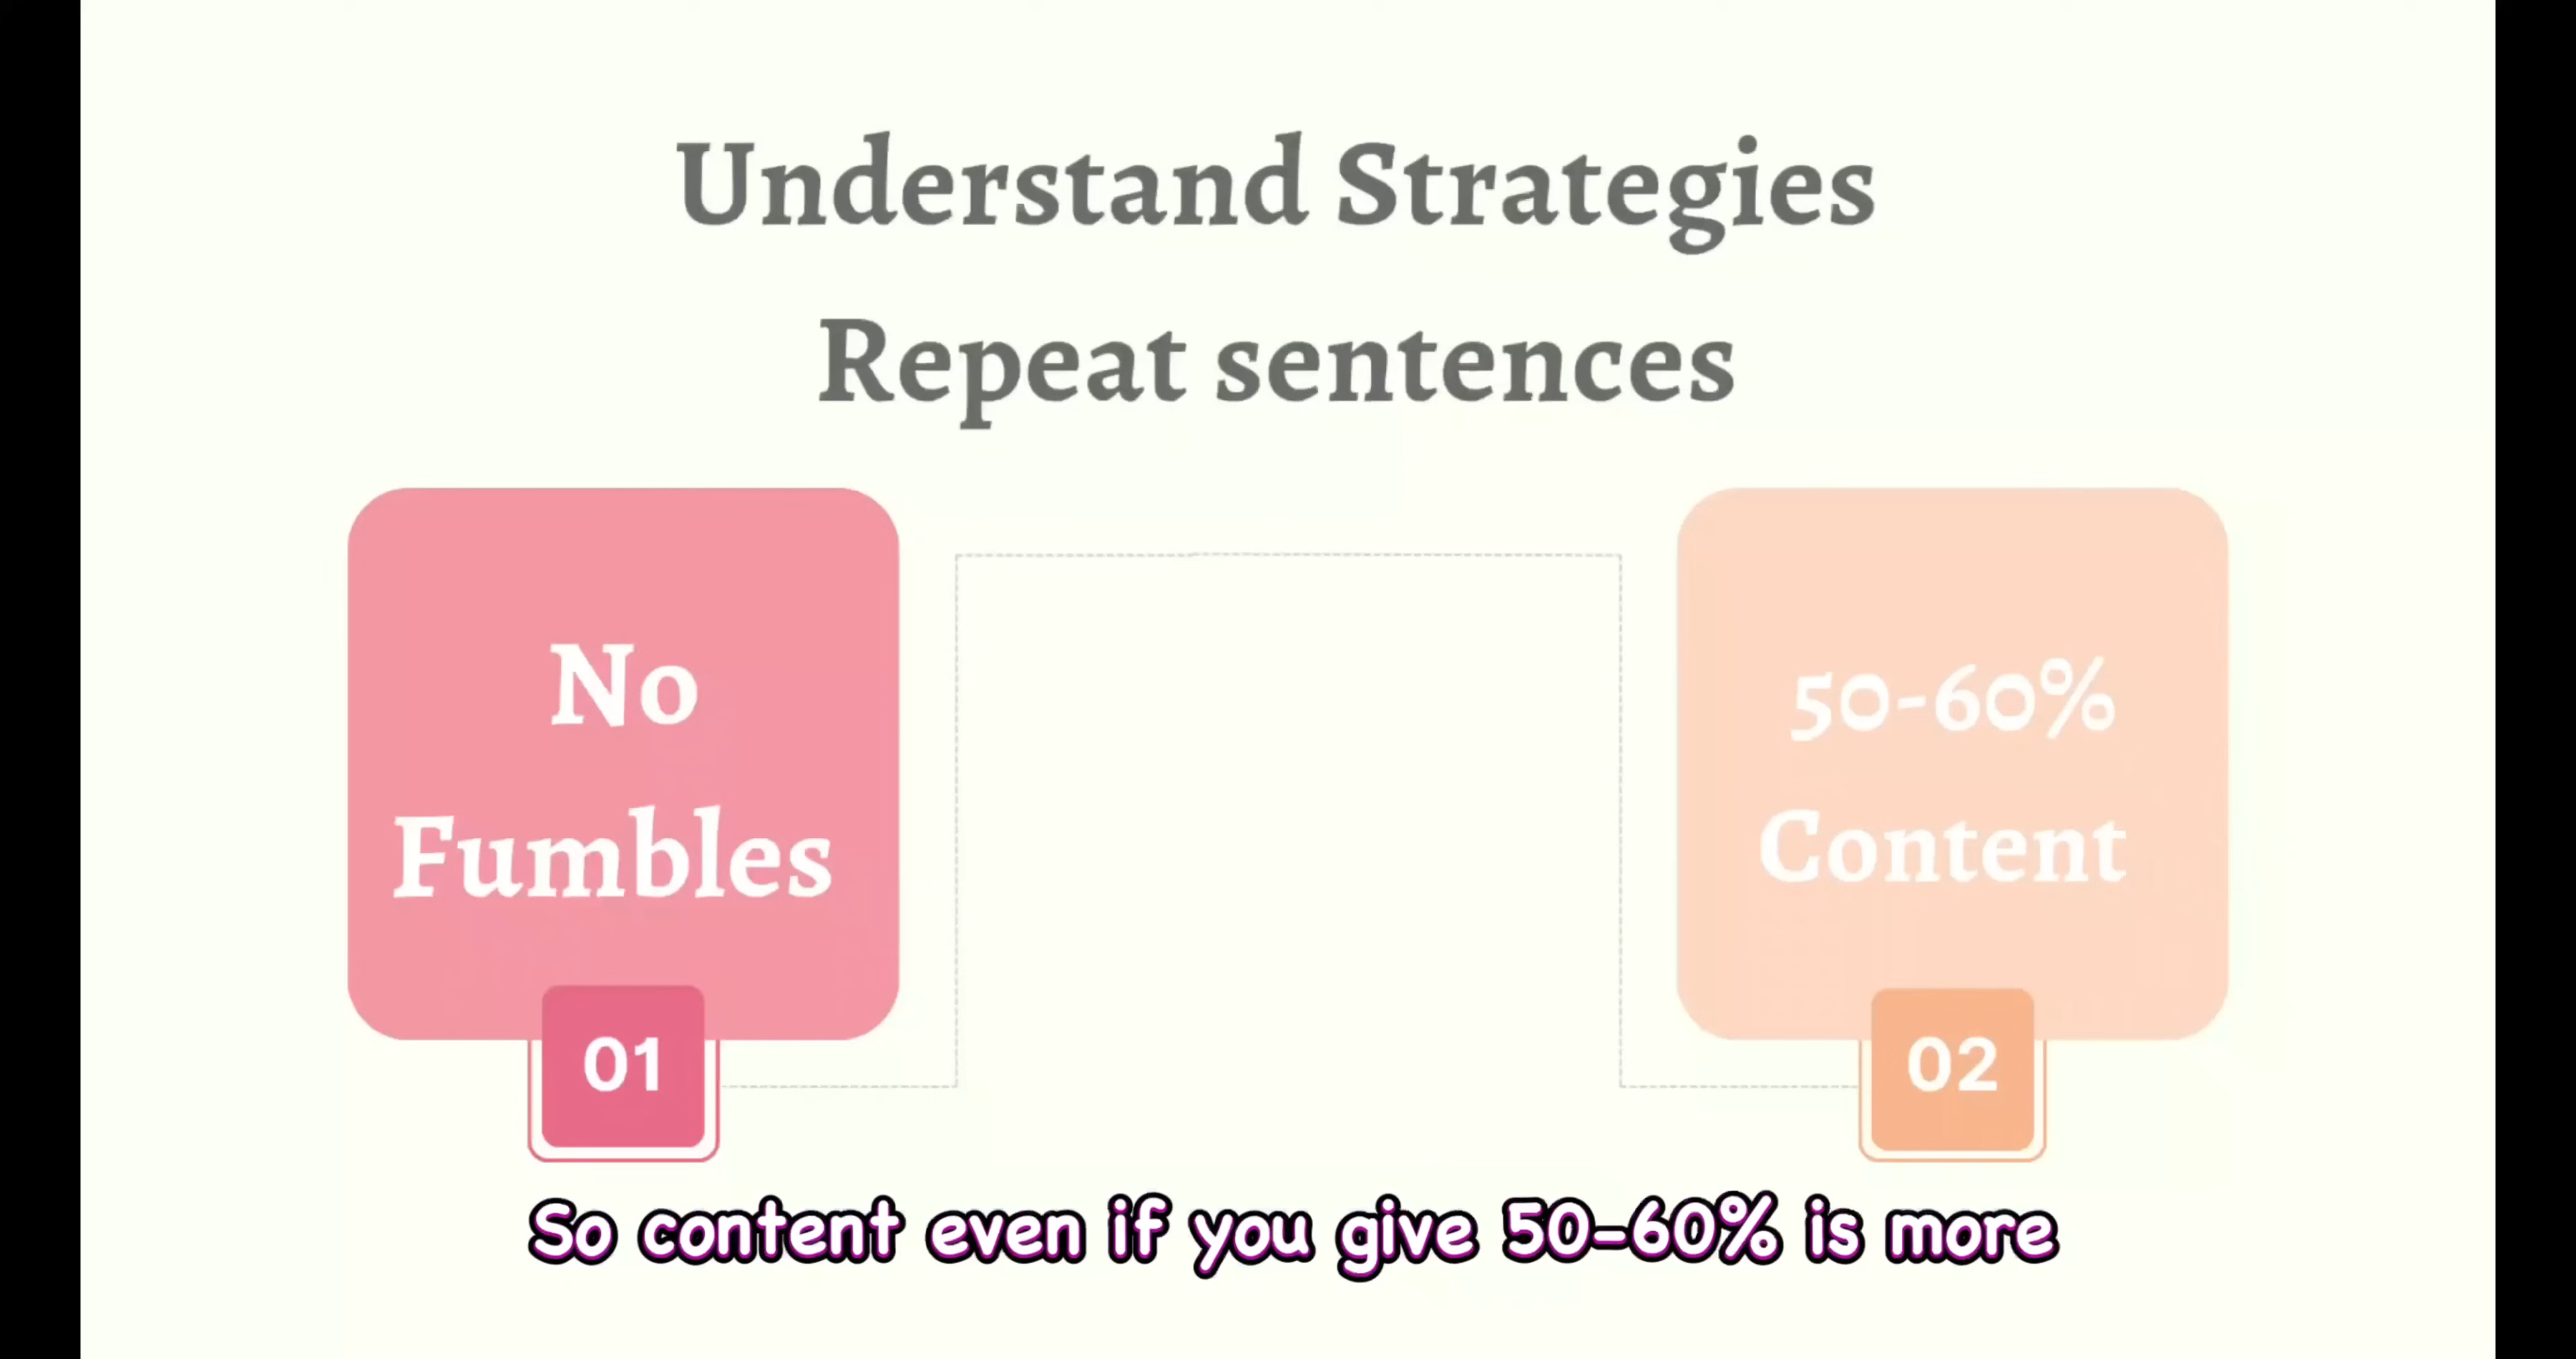 Understand Strategies
Repeat sentences
No
Fumbles
01
50-60%
Content
02
So content even if you give 50-60% is more